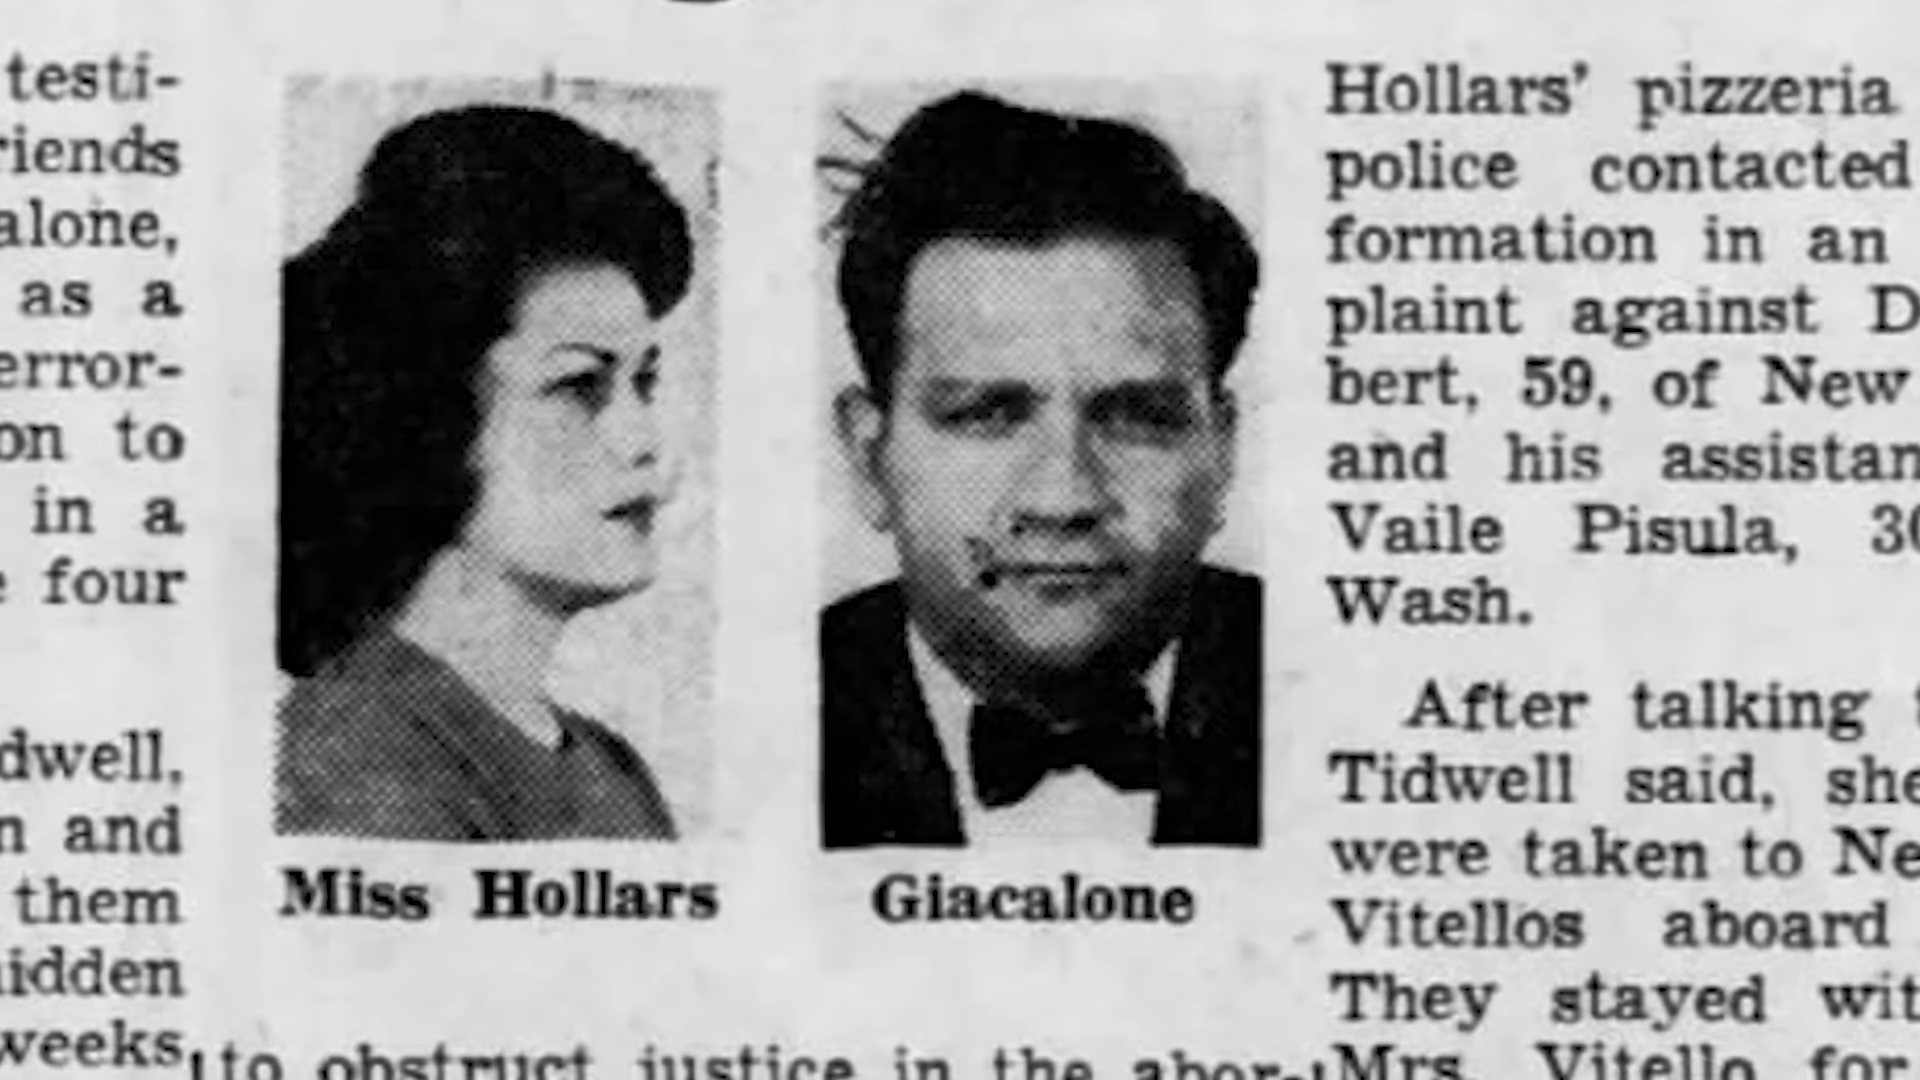 testi-
riends
alone,
as a
error-
on to
in a
four
dwell,
n and
them
idden
weeks
Miss Hollars
Giacalone
to obstruct justice in the abor-
Hollars' pizzeria
police contacted
formation in an
plaint against D
bert, 59, of New
and his assistan
Vaile Pisula, 30
Wash.
After talking
Tidwell said, she
were taken to Ne
Vitellos aboard
They stayed wit
Mrs. Vitello for